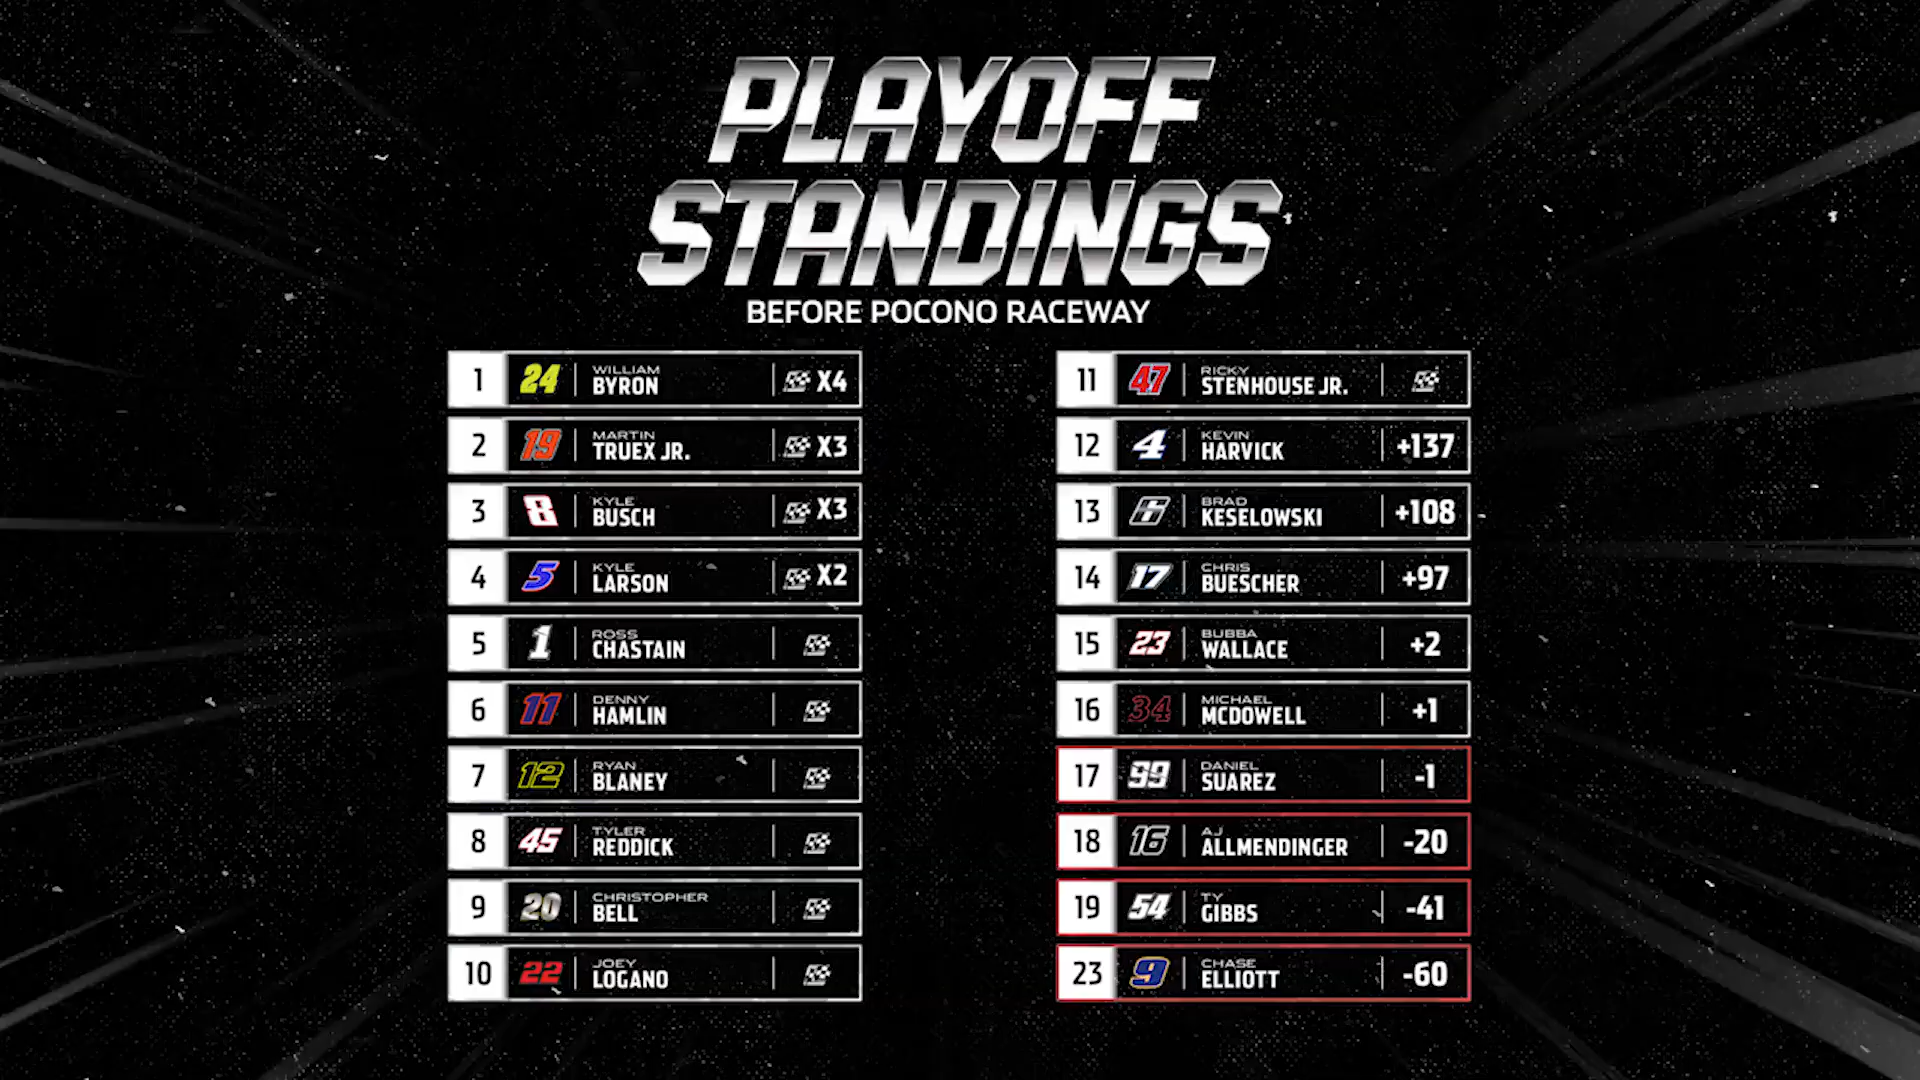 PLAYOFF
STANDINGS
BEFORE POCONO RACEWAY
1 24 WILLIAM BYRON X4
2 19 MARTIN TRUEX JR. X3
3 8 KYLE BUSCH X3
4 5 KYLE LARSON X2
5 1 ROSS CHASTAIN
6 11 DENNY HAMLIN
7 12 RYAN BLANEY
8 45 TYLER REDDICK
9 20 CHRISTOPHER BELL
10 22 JOEY LOGANO
11 47 RICKY STENHOUSE JR.
12 4 KEVIN HARVICK +137
13 6 BRAD KESELOWSKI +108
14 17 CHRIS BUESCHER +97
15 23 BUBBA WALLACE +2
16 34 MICHAEL MCDOWELL +1
17 99 DANIEL SUAREZ -1
18 16 AJ ALLMENDINGER -20
19 54 TY GIBBS -41
23 9 CHASE ELLIOTT -60